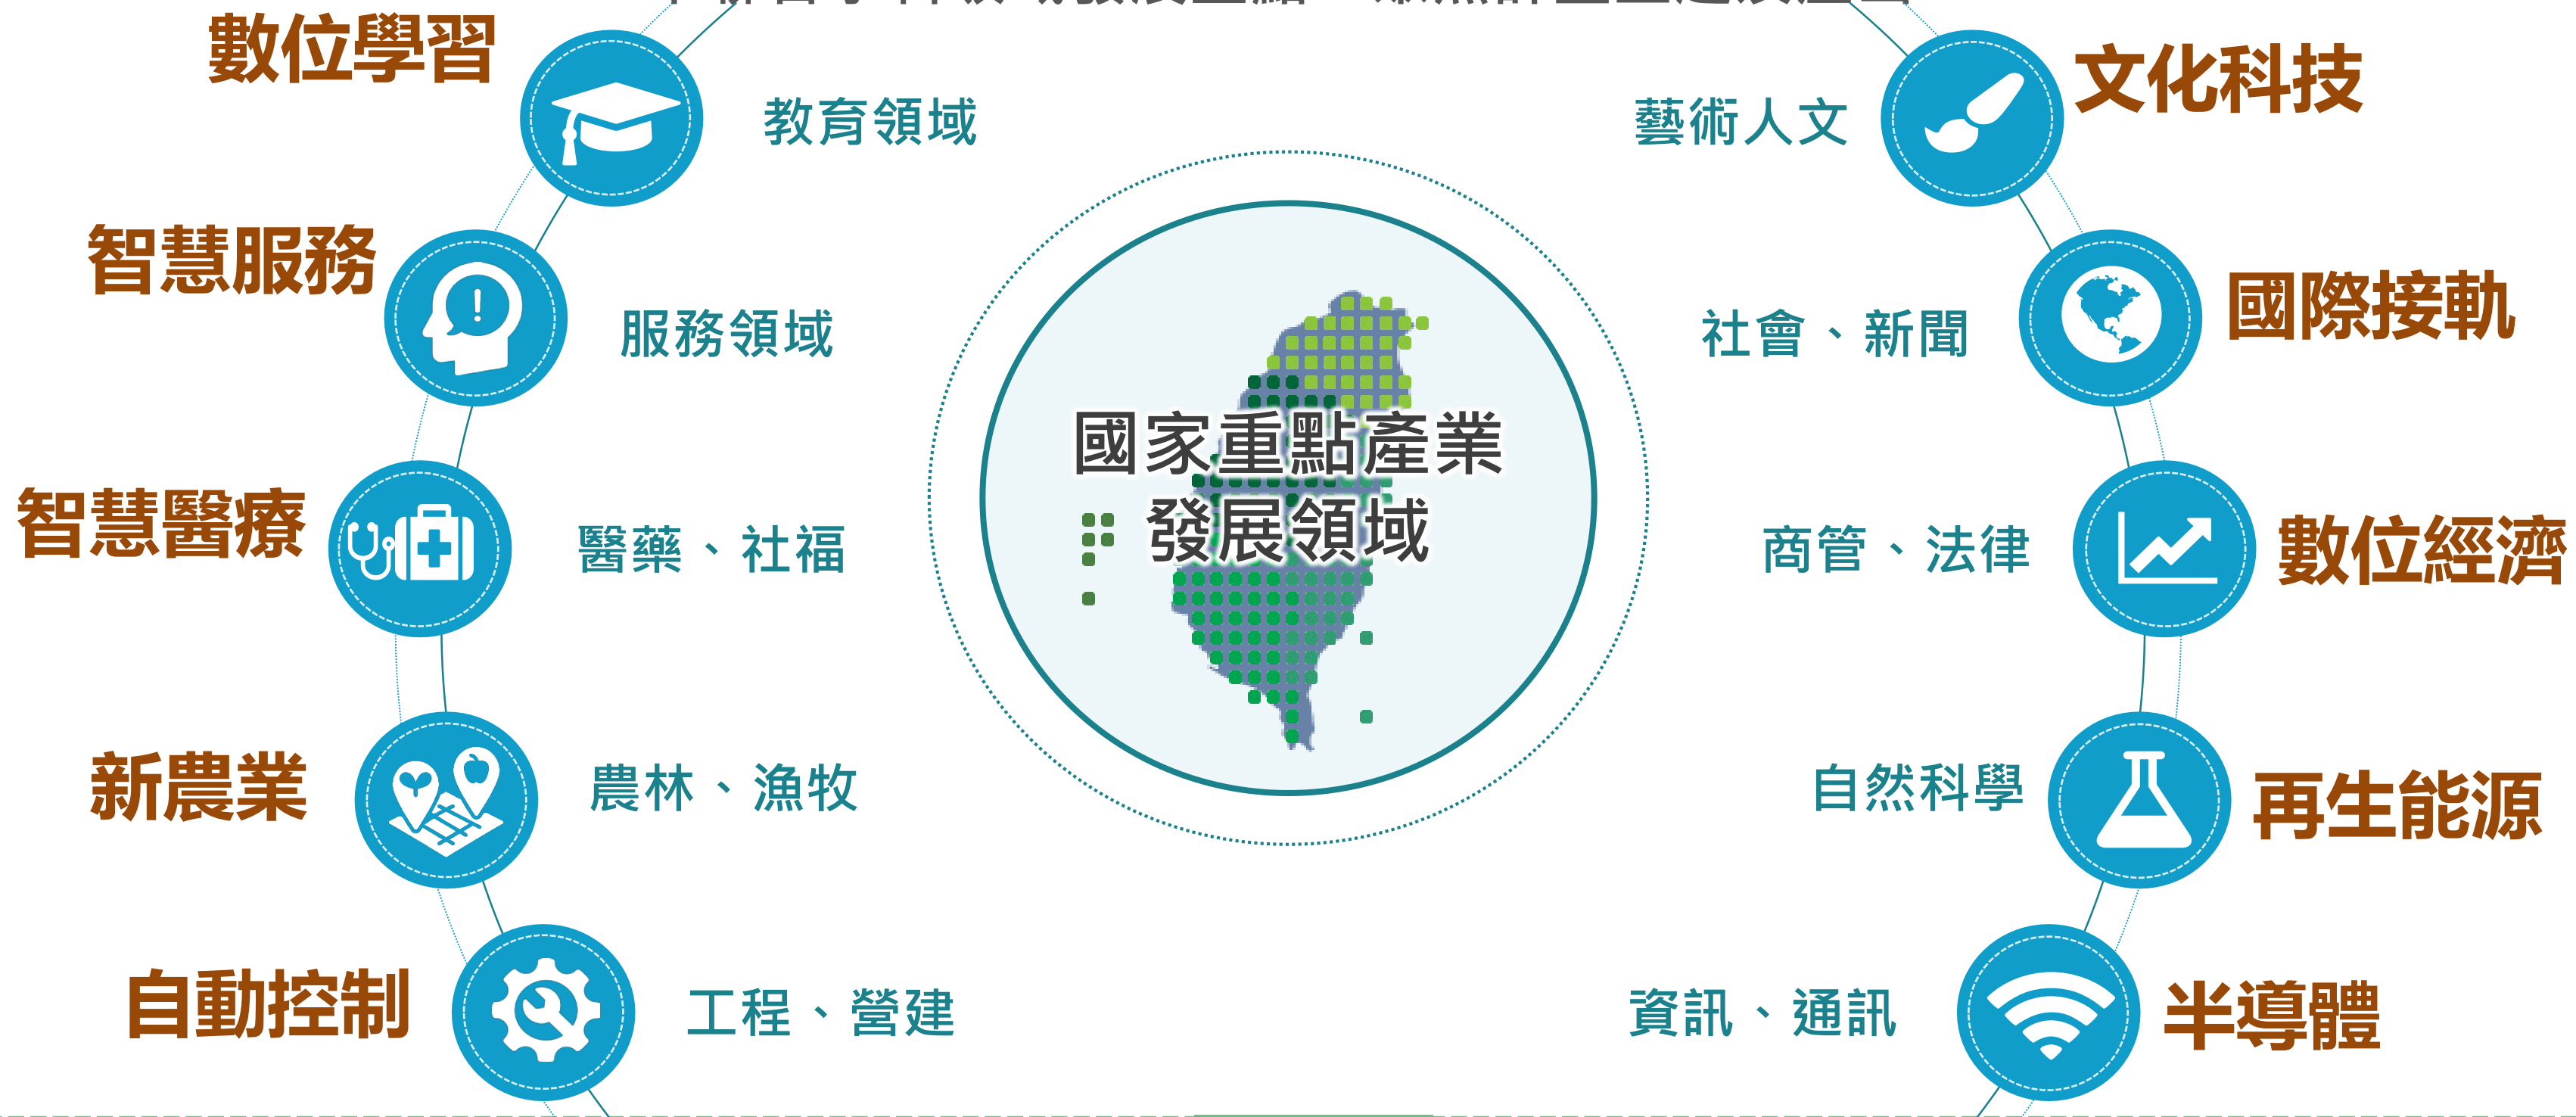 數位學習
教育領域
智慧服務
服務領域
智慧醫療
醫藥、社福
新農業
農林、漁牧
自動控制
工程、營建
國家重點產業
發展領域
文化科技
藝術人文
國際接軌
社會、新聞
數位經濟
商管、法律
再生能源
自然科學
半導體
資訊、通訊